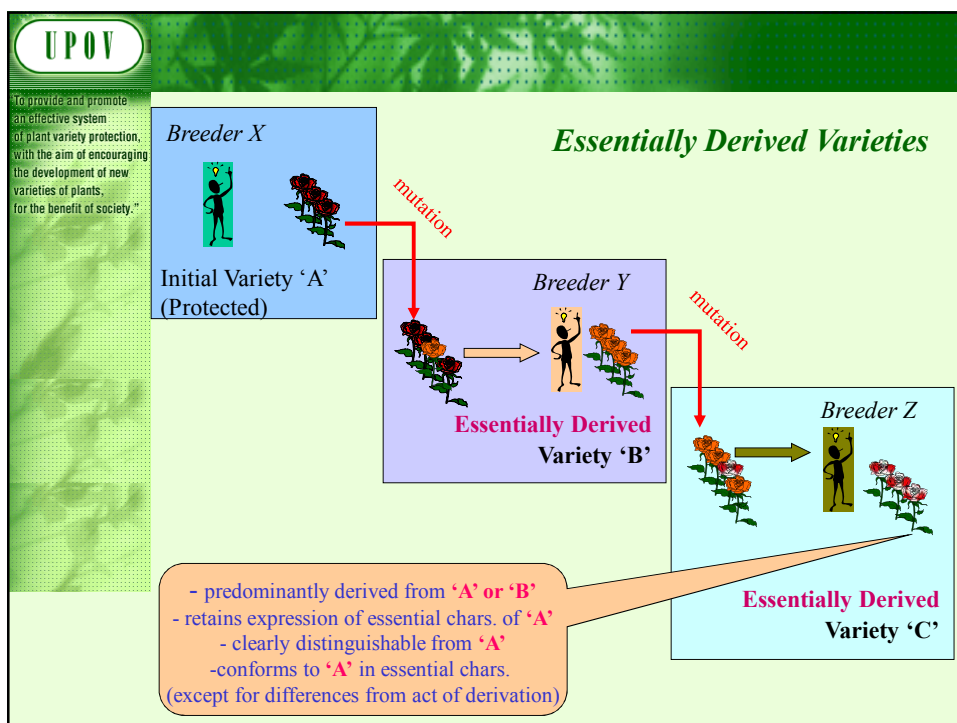 UPOV
To provide and promote
an effective system
of plant variety protection,
with the aim of encouraging
the development of new
varieties of plants,
for the benefit of society.”
Essentially Derived Varieties
Breeder X
mutation
Initial Variety ‘A’
(Protected)
Breeder Y
mutation
Essentially Derived
Variety ‘B’
Breeder Z
Essentially Derived
Variety ‘C’
- predominantly derived from ‘A’ or ‘B’
- retains expression of essential chars. of ‘A’
- clearly distinguishable from ‘A’
-conforms to ‘A’ in essential chars.
(except for differences from act of derivation)